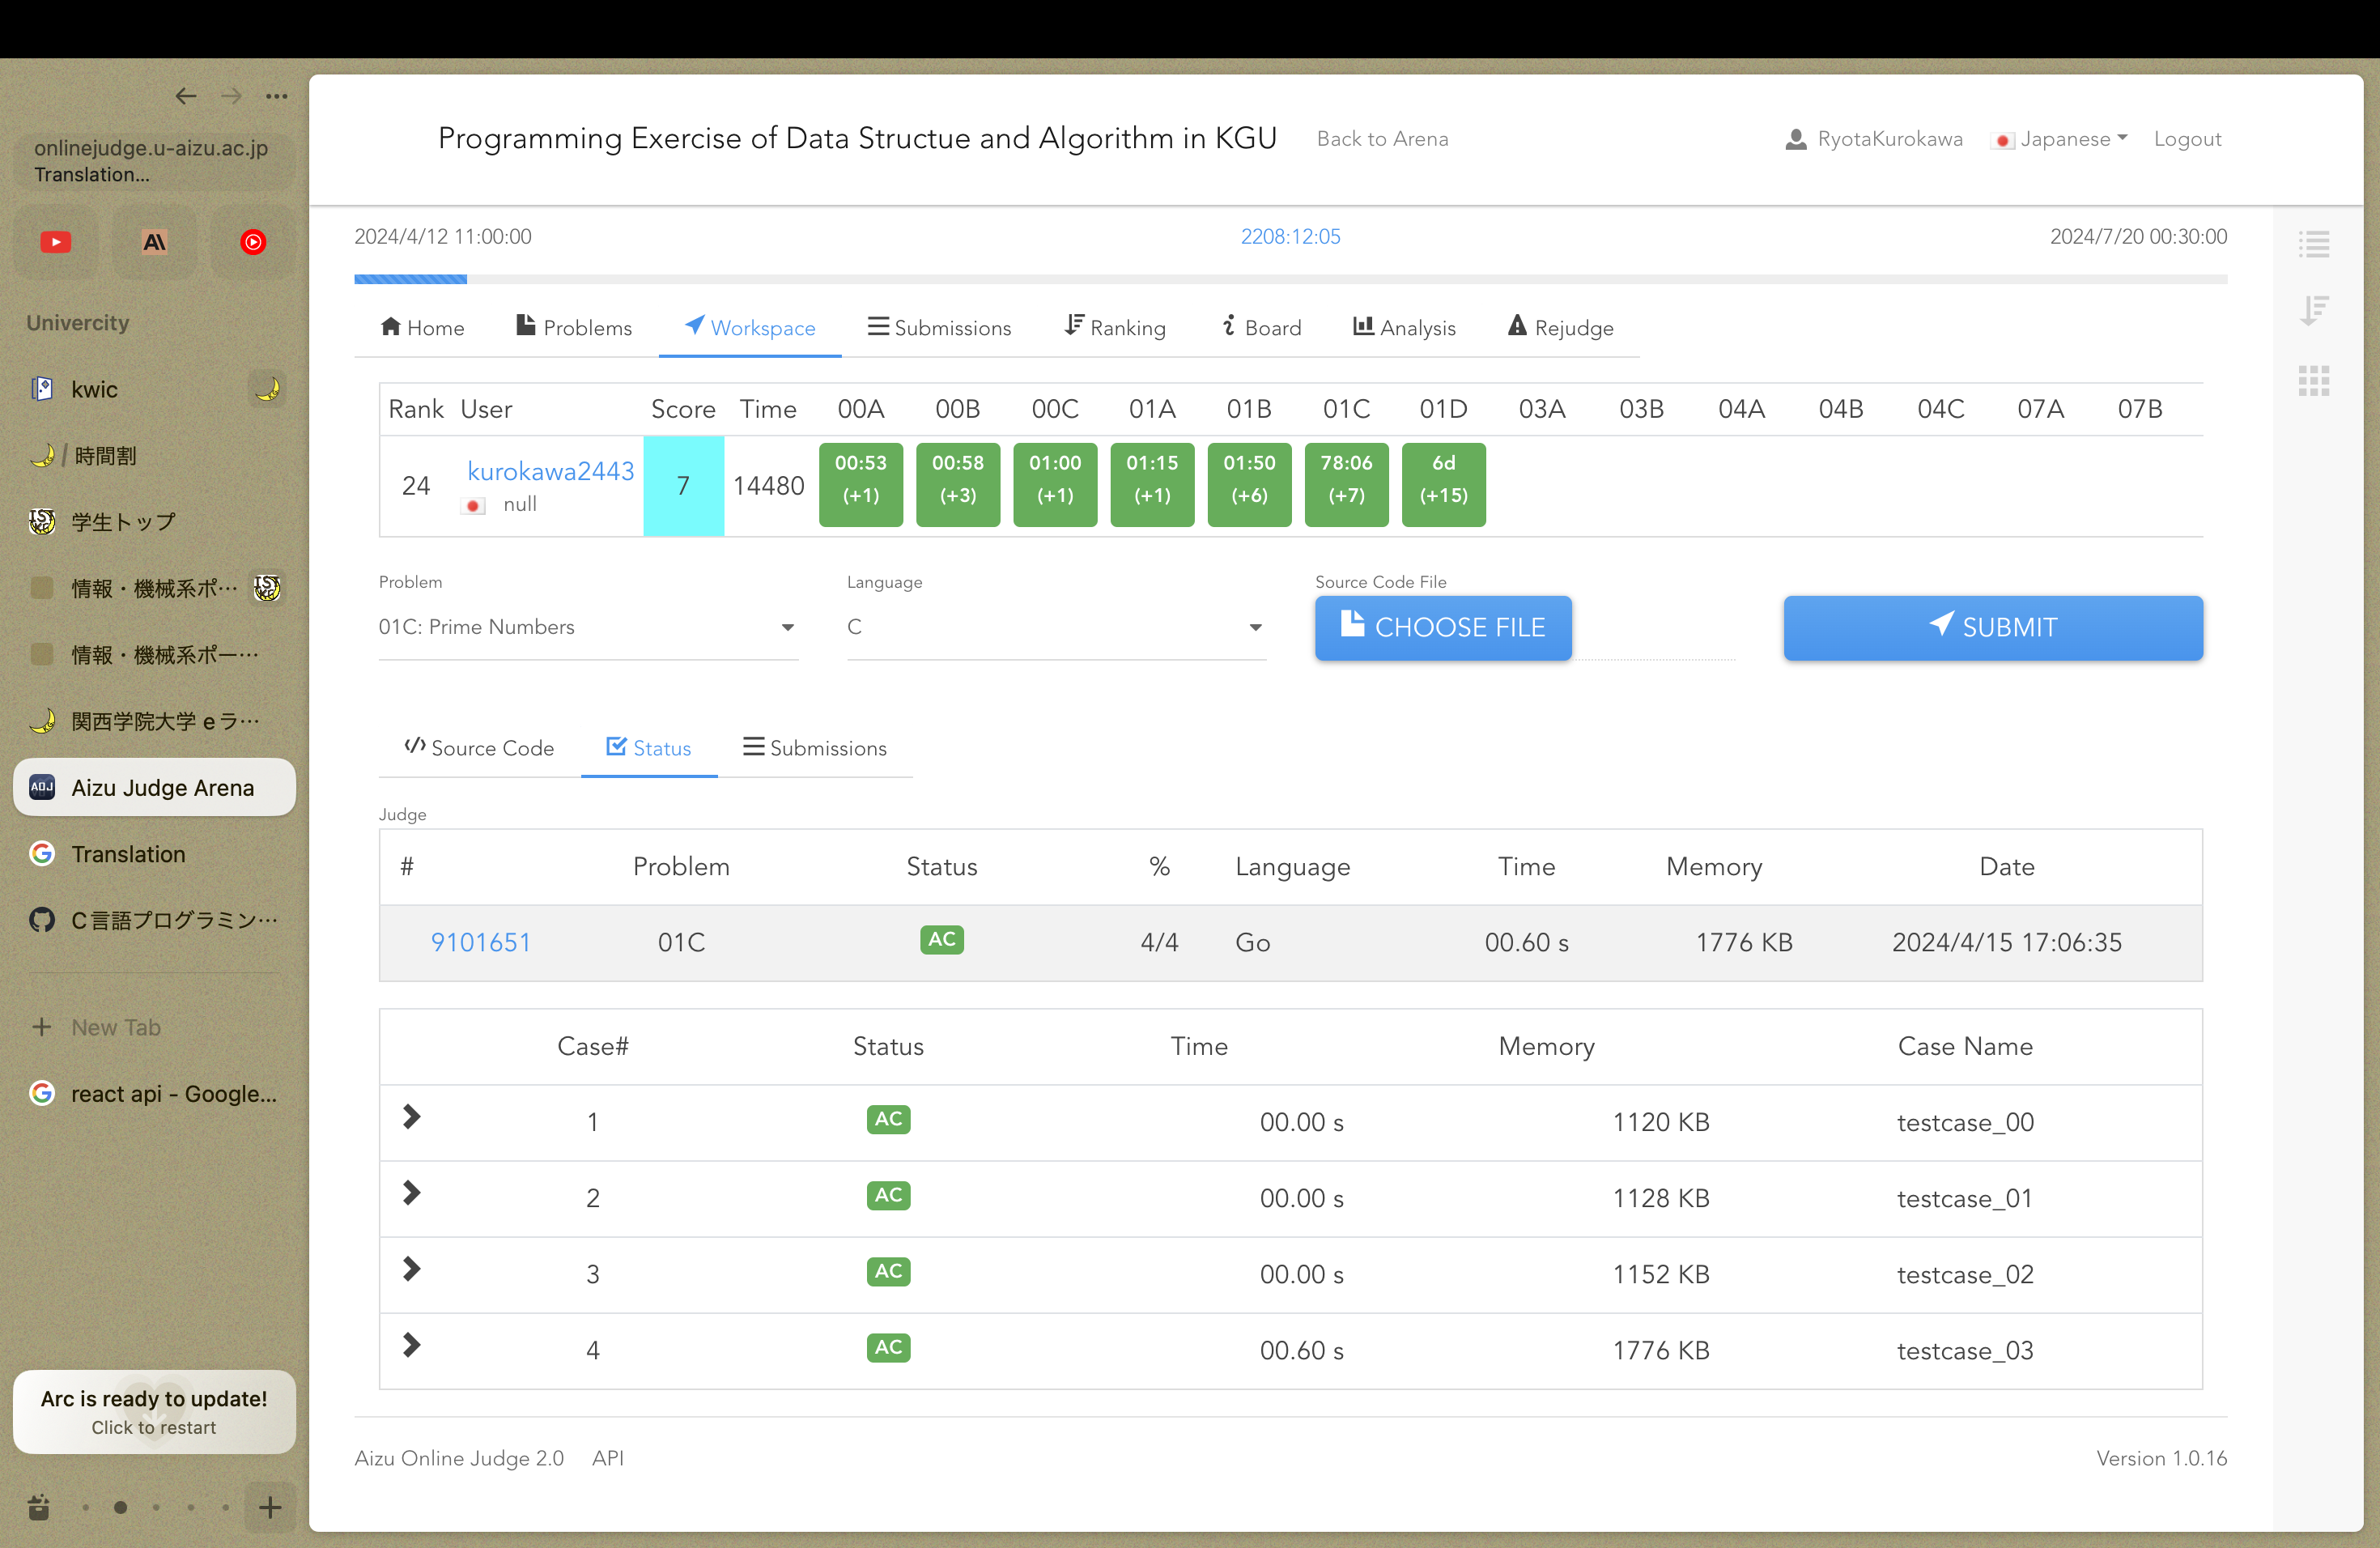 onlinejudge.u-aizu.ac.jp
Translation...
Univercity
kwic
/ 時間割
学生トップ
情報・機械系ポ…
情報・機械系ポー…
関西学院大学 e ラ…
Aizu Judge Arena
Translation
C 言語プログラミン…
New Tab
react api - Google...
Arc is ready to update!
Click to restart
Programming Exercise of Data Structue and Algorithm in KGU Back to Arena RyotaKurokawa Japanese Logout
2024/4/12 11:00:00 2208:12:05 2024/7/20 00:30:00
Home Problems Workspace Submissions Ranking Board Analysis Rejudge
Rank User Score Time 00A 00B 00C 01A 01B 01C 01D 03A 03B 04A 04B 04C 07A 07B
24 kurokawa2443 null 7 14480 00:53 (+1) 00:58 (+3) 01:00 (+1) 01:15 (+1) 01:50 (+6) 78:06 (+7) 6d (+15)
Problem Language Source Code File
01C: Prime Numbers C CHOOSE FILE SUBMIT
Source Code Status Submissions
Judge
# Problem Status % Language Time Memory Date
9101651 01C AC 4/4 Go 00.60 s 1776 KB 2024/4/15 17:06:35
Case# Status Time Memory Case Name
1 AC 00.00 s 1120 KB testcase_00
2 AC 00.00 s 1128 KB testcase_01
3 AC 00.00 s 1152 KB testcase_02
4 AC 00.60 s 1776 KB testcase_03
Aizu Online Judge 2.0 API Version 1.0.16